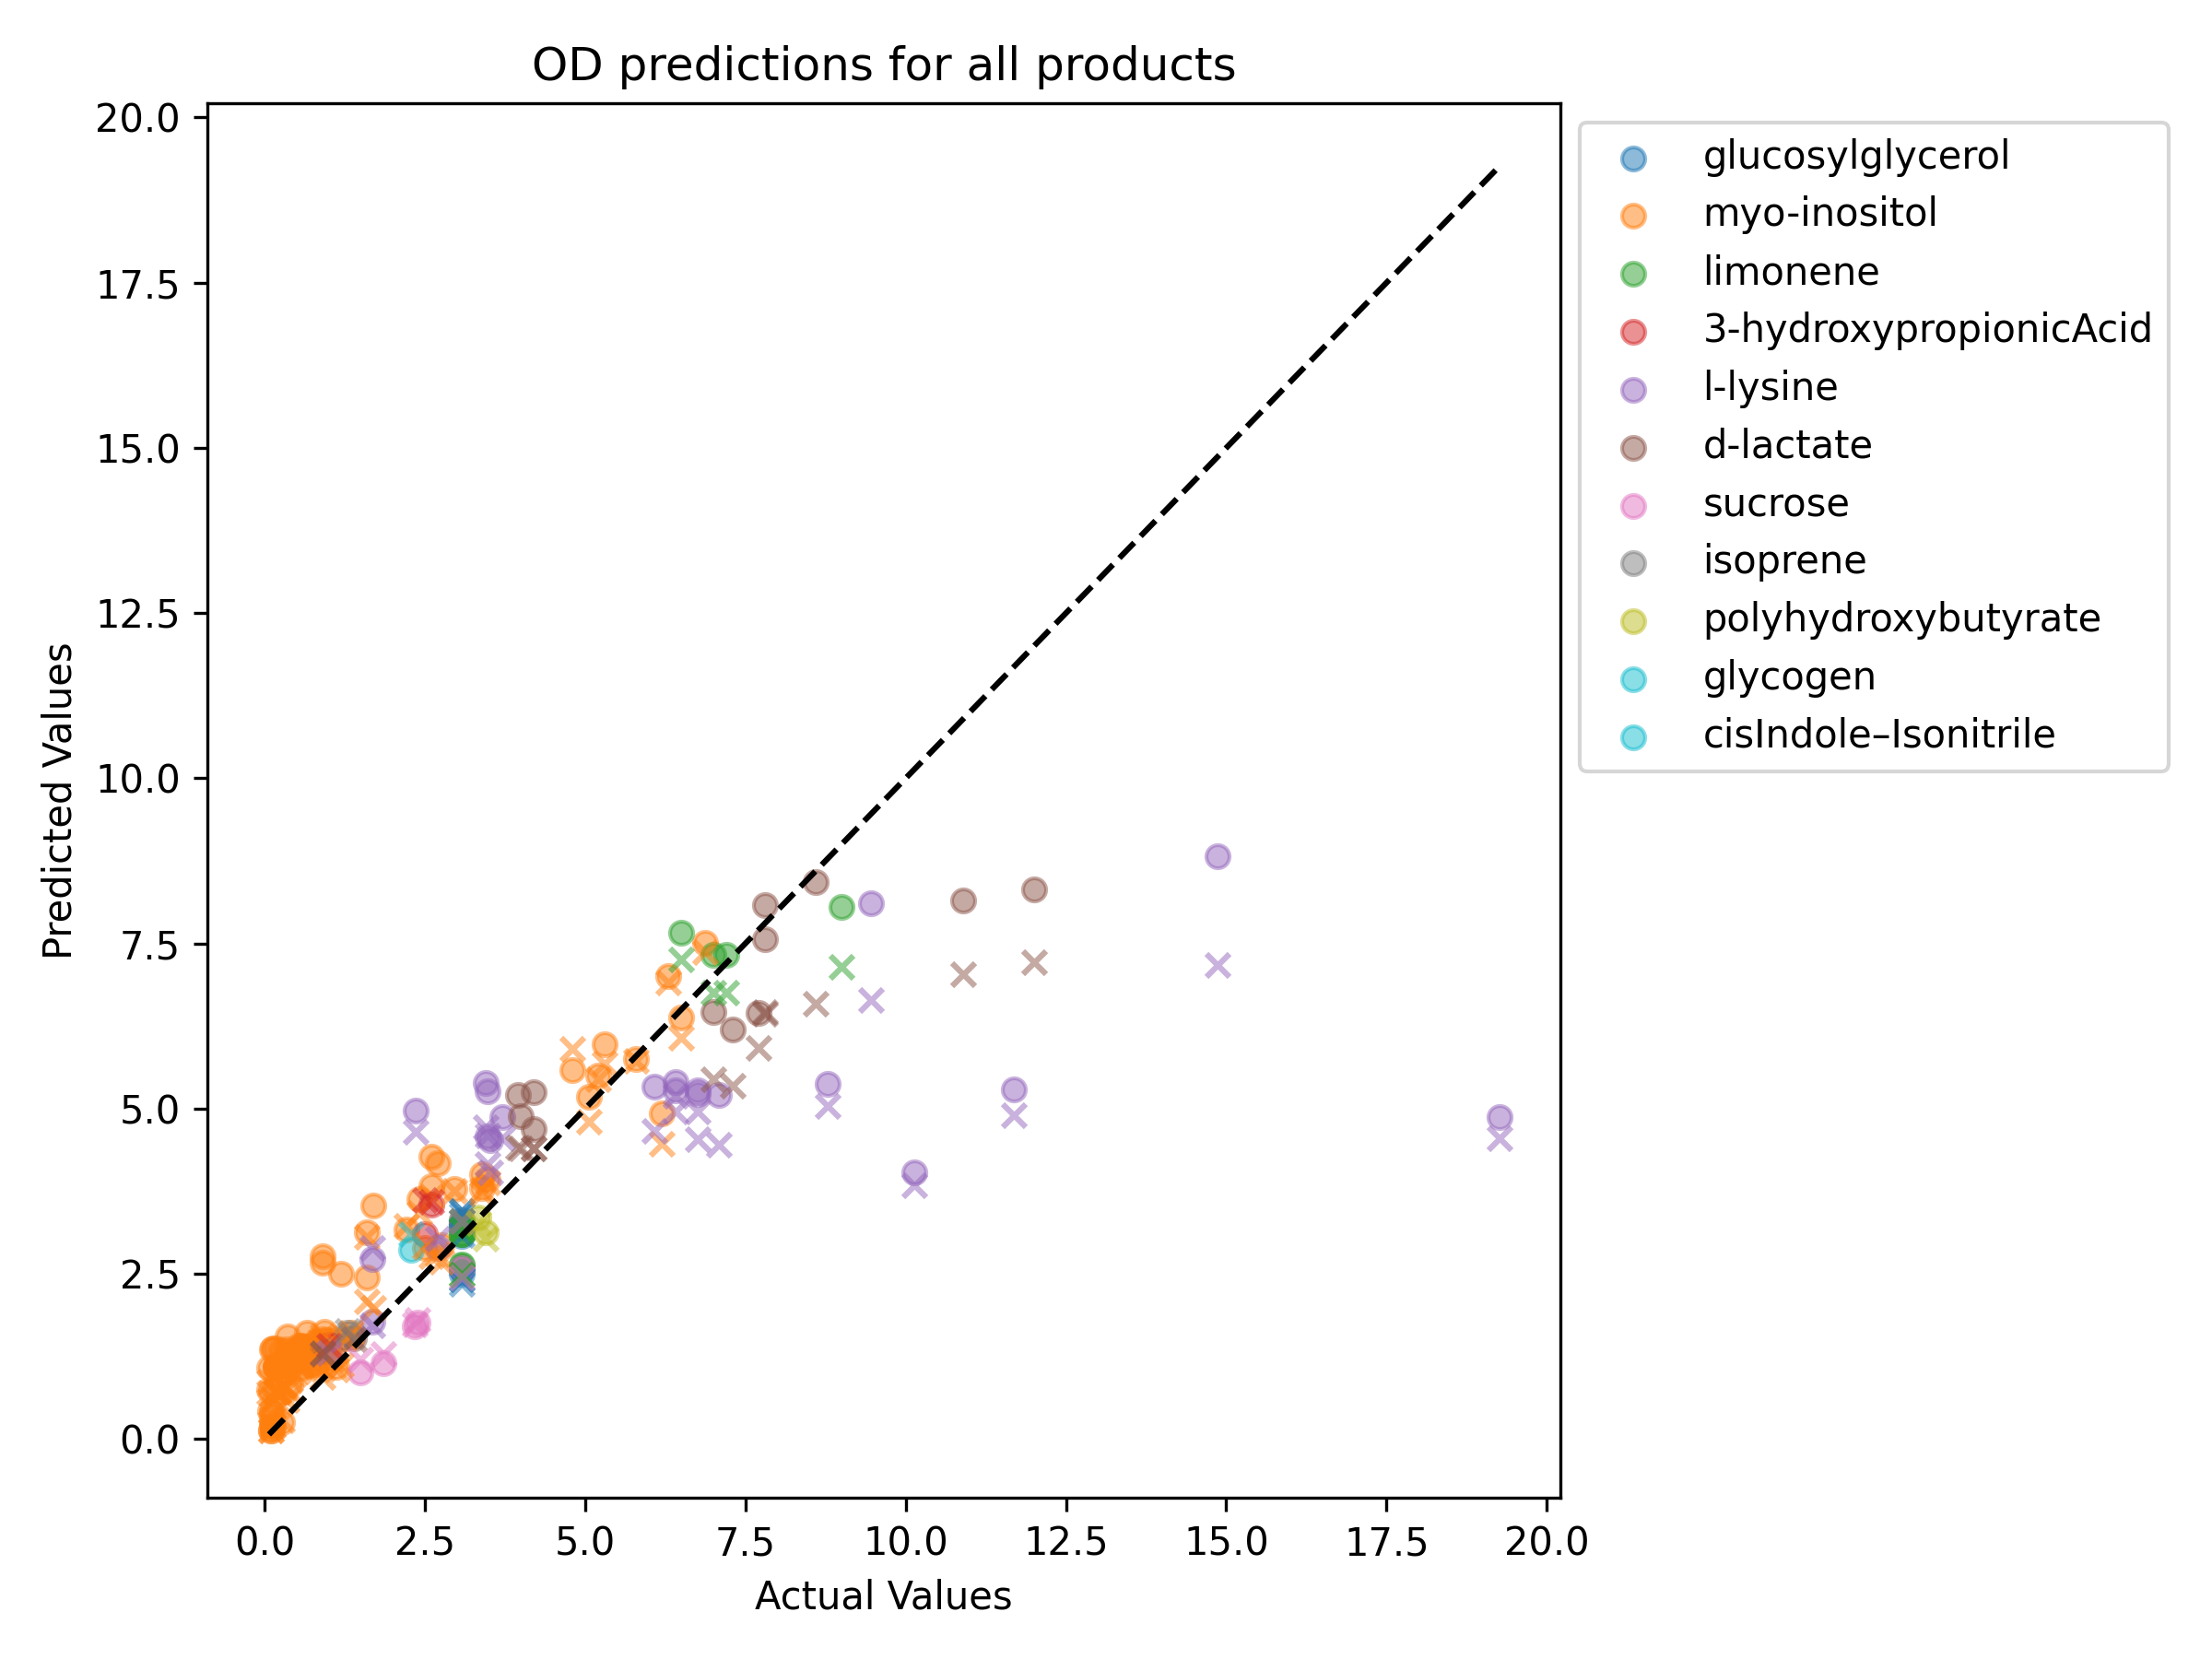 OD predictions for all products
20.0
17.5
15.0
12.5
10.0
7.5
5.0
2.5
0.0
Predicted Values
0.0 2.5 5.0 7.5 10.0 12.5 15.0 17.5 20.0
Actual Values
glucosylglycerol
myo-inositol
limonene
3-hydroxypropionicAcid
l-lysine
d-lactate
sucrose
isoprene
polyhydroxybutyrate
glycogen
cisIndole–Isonitrile